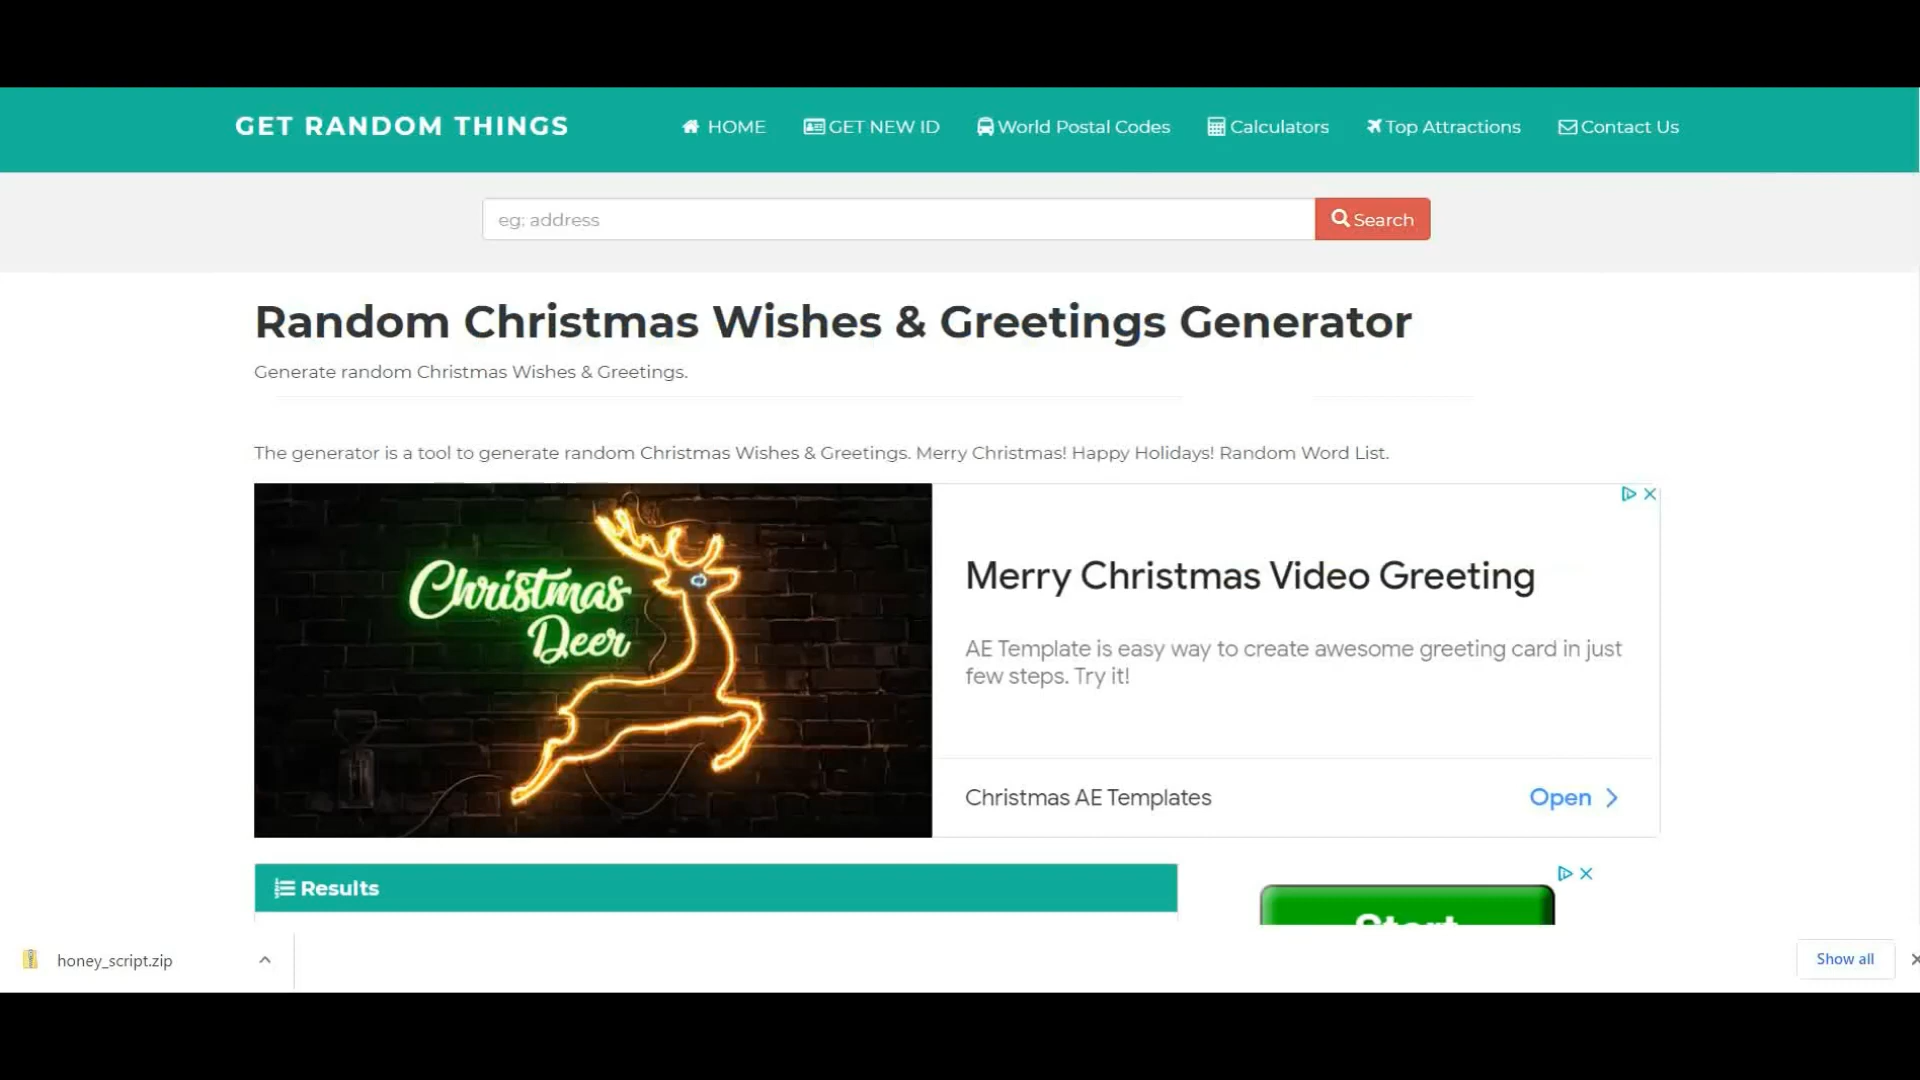 GET RANDOM THINGS
HOME
GET NEW ID
World Postal Codes
Calculators
Top Attractions
Contact Us
eg: address
Search
Random Christmas Wishes & Greetings Generator
Generate random Christmas Wishes & Greetings.
The generator is a tool to generate random Christmas Wishes & Greetings. Merry Christmas! Happy Holidays! Random Word List.
Christmas
Deer
Merry Christmas Video Greeting
AE Template is easy way to create awesome greeting card in just
few steps. Try it!
Christmas AE Templates
Open
Results
Start
honey_script.zip
Show all